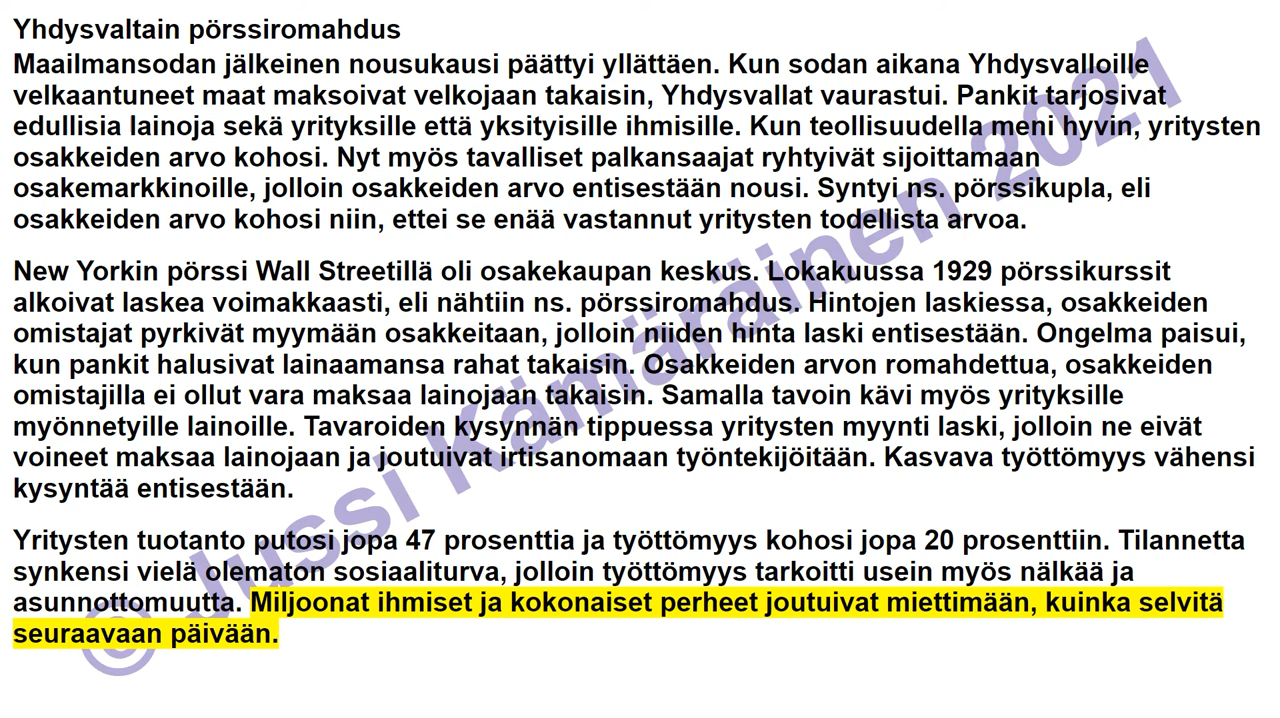 Yhdysvaltain pörssiromahdus
Maailmansodan jälkeinen nousukausi päättyi yllättäen. Kun sodan aikana Yhdysvalloille
velkaantuneet maat maksoivat velkojaan takaisin, Yhdysvallat vaurastui. Pankit tarjosivat
edullisia lainoja sekä yrityksille että yksityisille ihmisille. Kun teollisuudella meni hyvin, yritysten
osakkeiden arvo kohosi. Nyt myös tavalliset palkansaajat ryhtyivät sijoittamaan
osakemarkkinoille, jolloin osakkeiden arvo entisestään nousi. Syntyi ns. pörssikupla, eli
osakkeiden arvo kohosi niin, ettei se enää vastannut yritysten todellista arvoa.
New Yorkin pörssi Wall Streetillä oli osakekaupan keskus. Lokakuussa 1929 pörssikurssit
alkoivat laskea voimakkaasti, eli nähtiin ns. pörssiromahdus. Hintojen laskiessa, osakkeiden
omistajat pyrkivät myymään osakkeitaan, jolloin niiden hinta laski entisestään. Ongelma paisui,
kun pankit halusivat lainaamansa rahat takaisin. Osakkeiden arvon romahdettua, osakkeiden
omistajilla ei ollut vara maksaa lainojaan takaisin. Samalla tavoin kävi myös yrityksille
myönnetyille lainoille. Tavaroiden kysynnän tippuessa yritysten myynti laski, jolloin ne eivät
voineet maksaa lainojaan ja joutuivat irtisanomaan työntekijöitään. Kasvava työttömyys vähensi
kysyntää entisestään.
Yritysten tuotanto putosi jopa 47 prosenttia ja työttömyys kohosi jopa 20 prosenttiin. Tilannetta
synkensi vielä olematon sosiaaliturva, jolloin työttömyys tarkoitti usein myös nälkää ja
asunnottomuutta. Miljoonat ihmiset ja kokonaiset perheet joutuivat miettimään, kuinka selvitä
seuraavaan päivään.
© Jussi Kämäräinen 2021